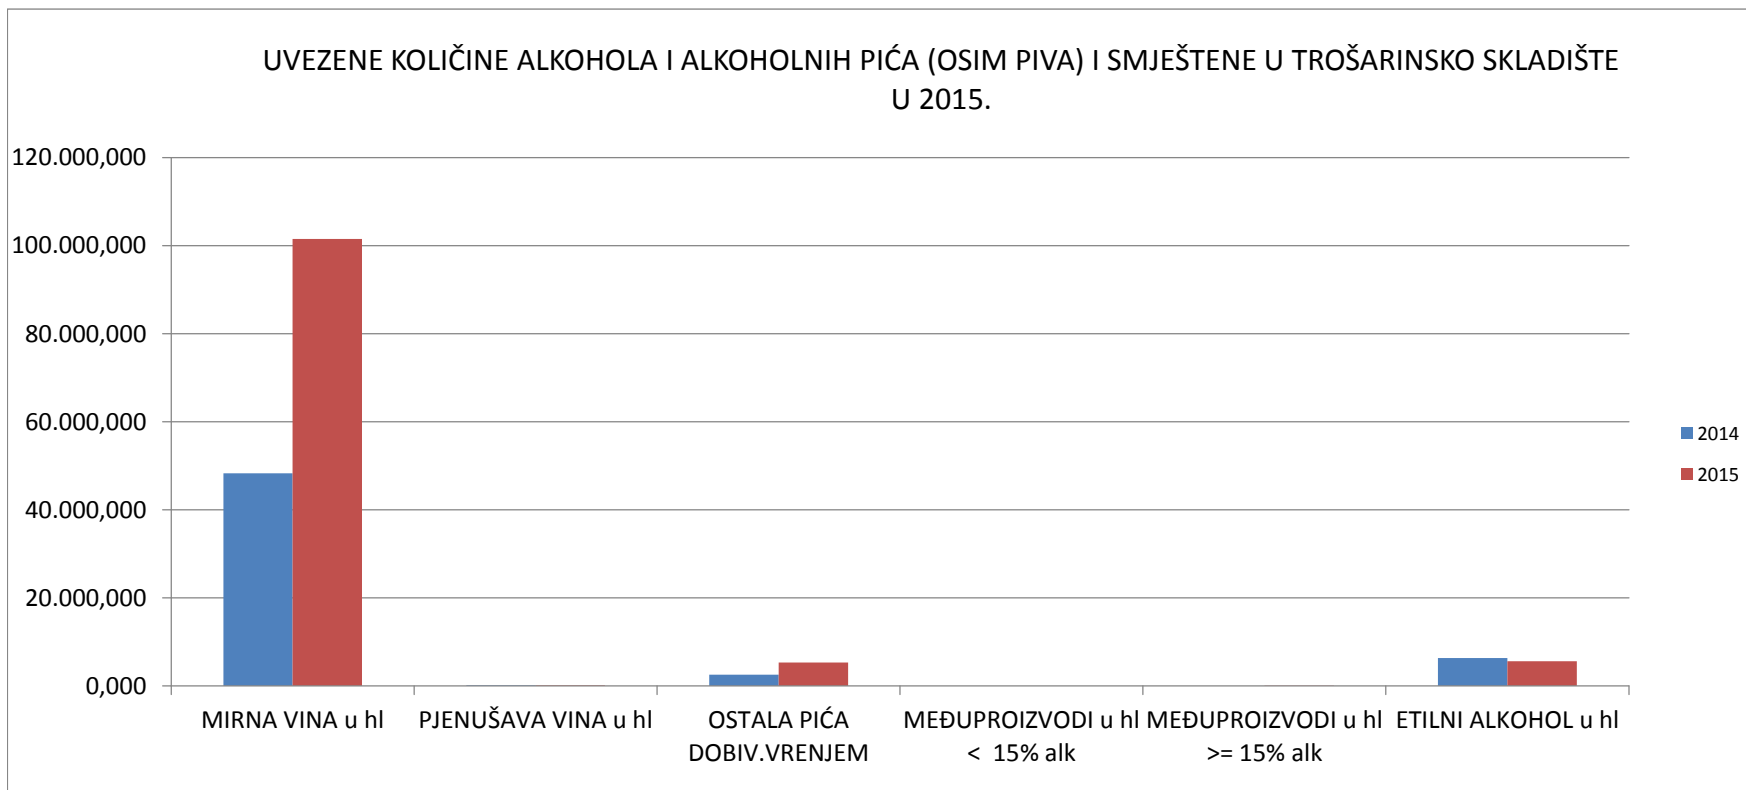 UVEZENE KOLIČINE ALKOHOLA I ALKOHOLNIH PIĆA (OSIM PIVA) I SMJEŠTENE U TROŠARINSKO SKLADIŠTE
U 2015.
120.000,000
100.000,000
80.000,000
60.000,000
40.000,000
20.000,000
0,000
2014
2015
MIRNA VINA u hl
PJENUŠAVA VINA u hl
OSTALA PIĆA
DOBIV.VRENJEM
MEĐUPROIZVODI u hl
< 15% alk
MEĐUPROIZVODI u hl
>= 15% alk
ETILNI ALKOHOL u hl